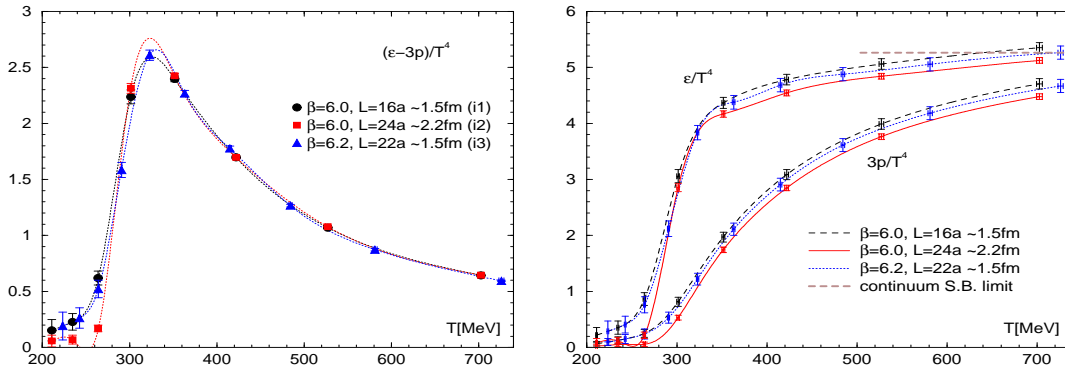 3
2.5
2
1.5
1
0.5
0
200 300 400 500 600 700
T[MeV]
(ε−3p)/T⁴
β=6.0, L=16a ~1.5fm (i1)
β=6.0, L=24a ~2.2fm (i2)
β=6.2, L=22a ~1.5fm (i3)
6
5
4
3
2
1
0
200 300 400 500 600 700
T[MeV]
ε/T⁴
3p/T⁴
β=6.0, L=16a ~1.5fm
β=6.0, L=24a ~2.2fm
β=6.2, L=22a ~1.5fm
continuum S.B. limit